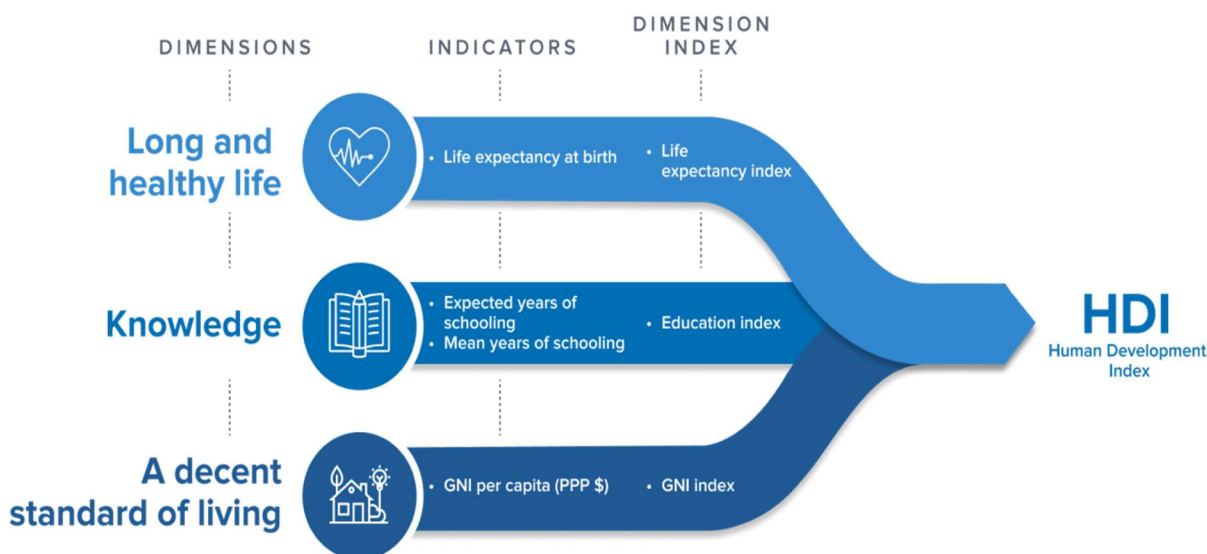 DIMENSIONS
INDICATORS
DIMENSION
INDEX
Long and
healthy life
• Life expectancy at birth
• Life
expectancy index
Knowledge
• Expected years of
schooling
• Mean years of schooling
• Education index
A decent
standard of living
• GNI per capita (PPP $)
• GNI index
HDI
Human Development
Index